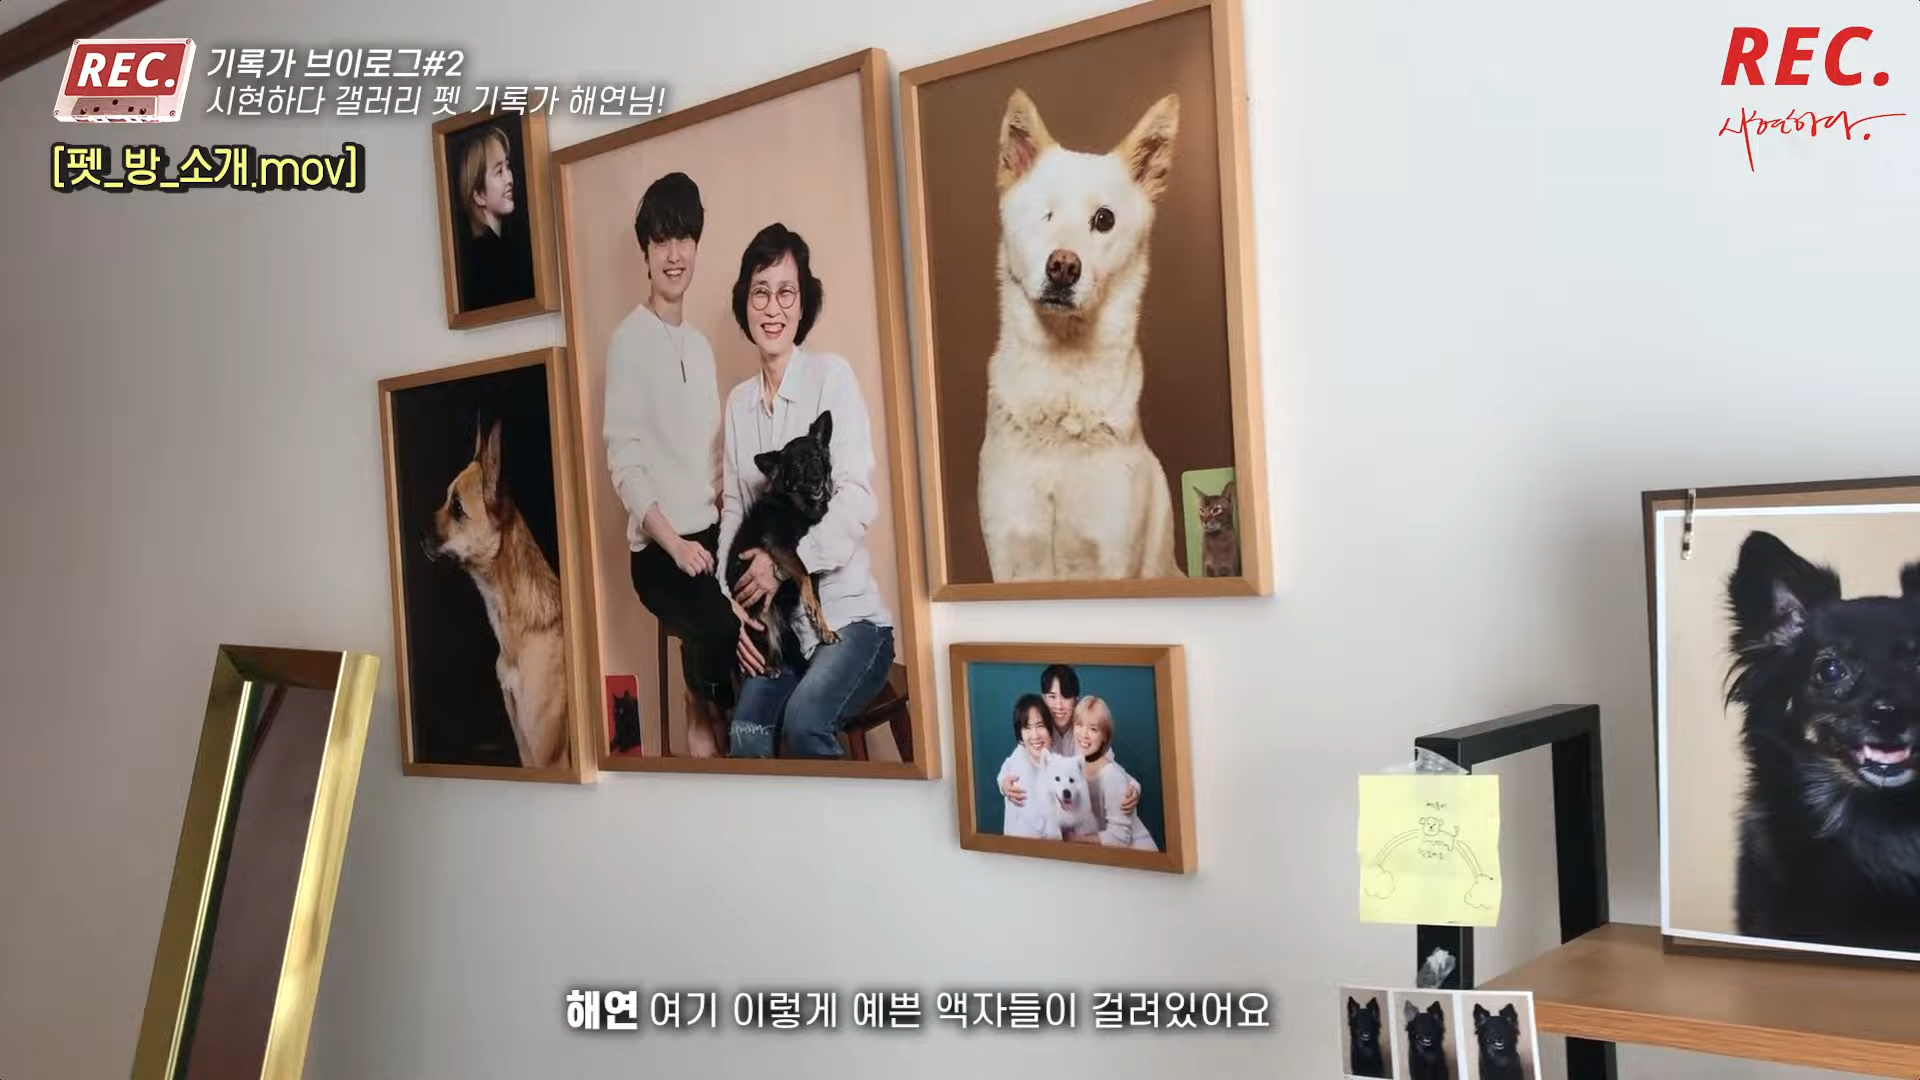 REC.
기록가 브이로그#2
시현하다 갤러리 펫 기록가 해연님!
[펫_방_소개.mov]
REC.
시현하다.
해연 여기 이렇게 예쁜 액자들이 걸려있어요